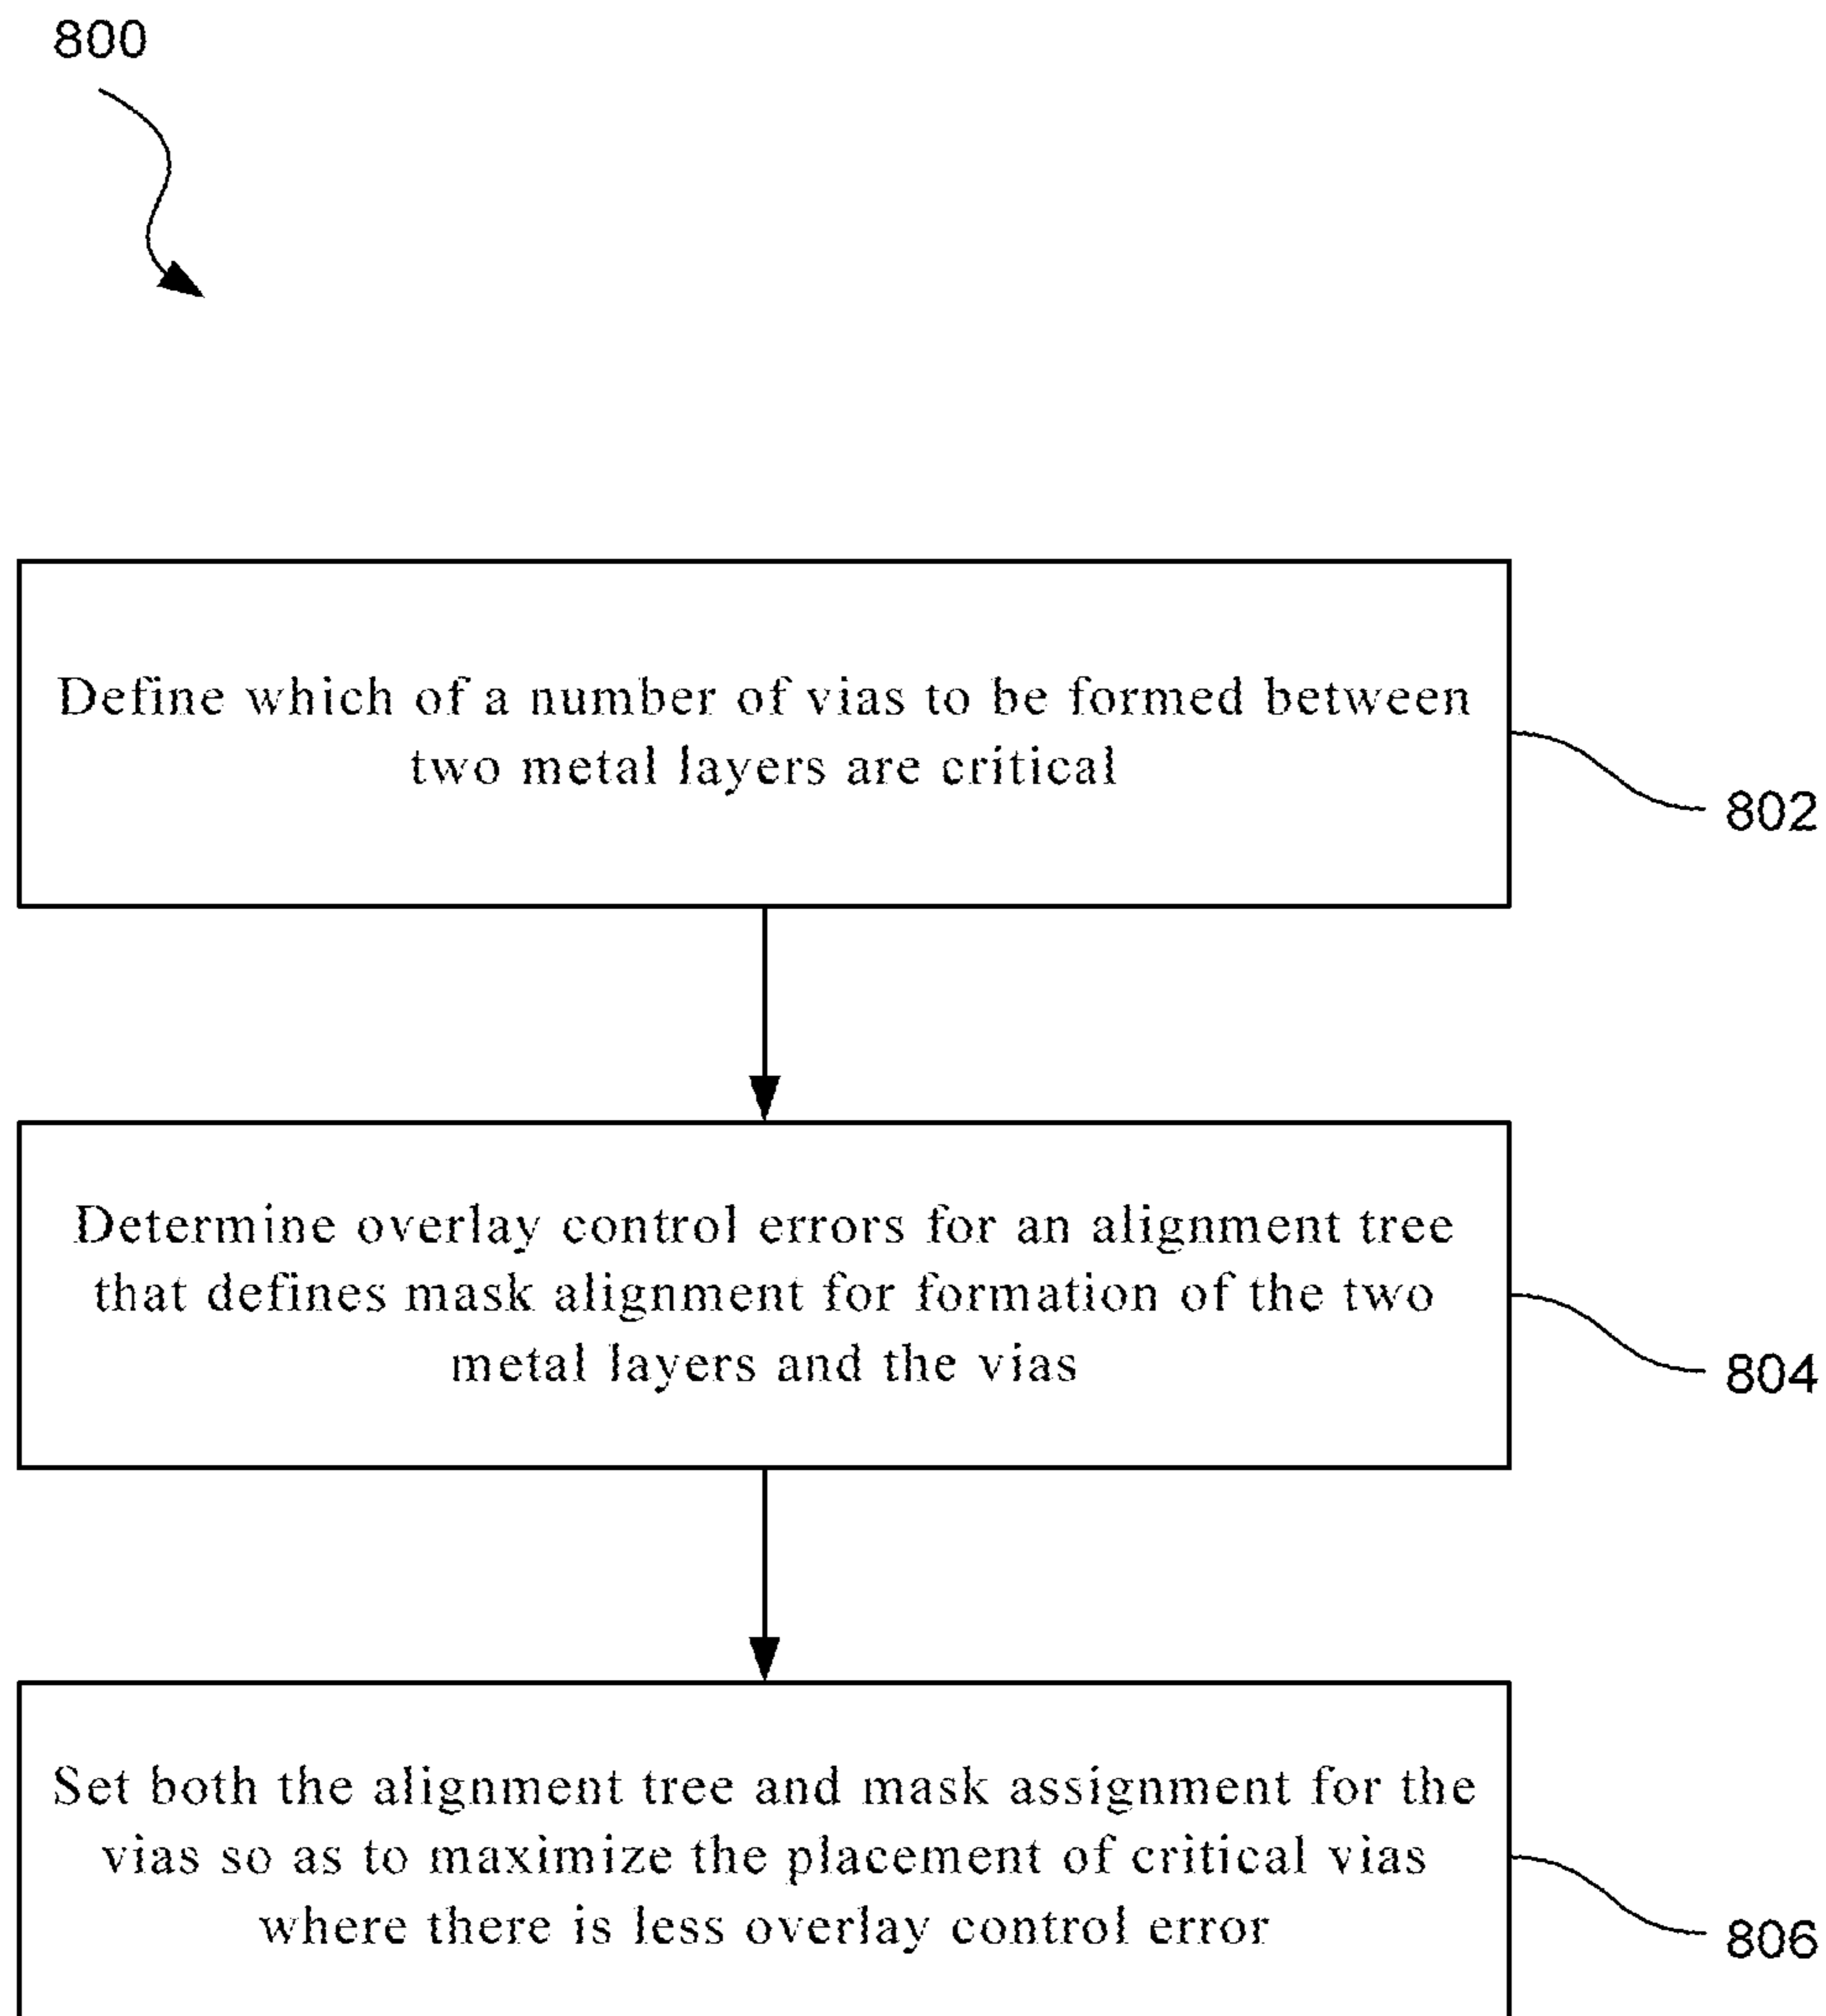 800
Define which of a number of vias to be formed between
two metal layers are critical
802
Determine overlay control errors for an alignment tree
that defines mask alignment for formation of the two
metal layers and the vias
804
Set both the alignment tree and mask assignment for the
vias so as to maximize the placement of critical vias
where there is less overlay control error
806